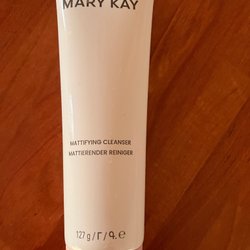 MARY KAY
MATTIFYING CLEANSER
MATTIERENDER REINIGER
127 g/Г/Գ.℮